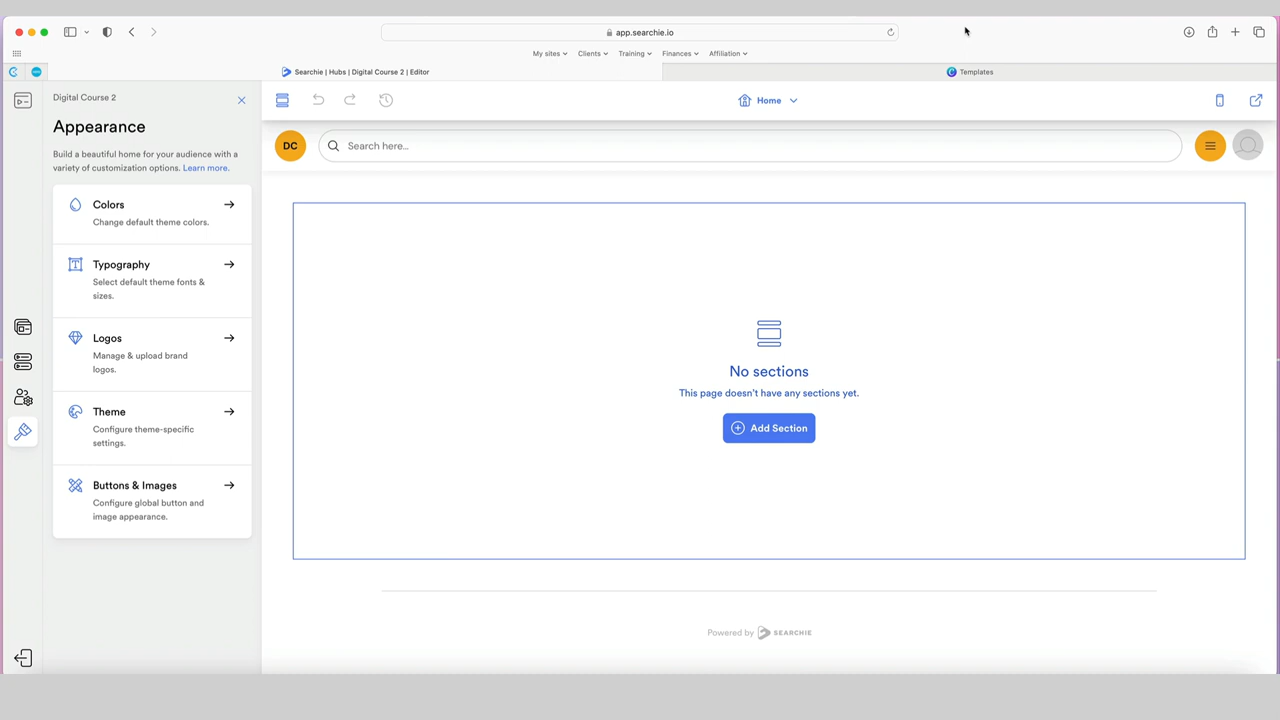 app.searchie.io
My sites Clients Training Finances Affiliation
Searchie | Hubs | Digital Course 2 | Editor
Templates
Digital Course 2
Home
Appearance
DC
Search here...
Build a beautiful home for your audience with a
variety of customization options. Learn more.
Colors
Change default theme colors.
Typography
Select default theme fonts &
sizes.
Logos
Manage & upload brand
logos.
Theme
Configure theme-specific
settings.
Buttons & Images
Configure global button and
image appearance.
No sections
This page doesn't have any sections yet.
Add Section
Powered by SEARCHIE